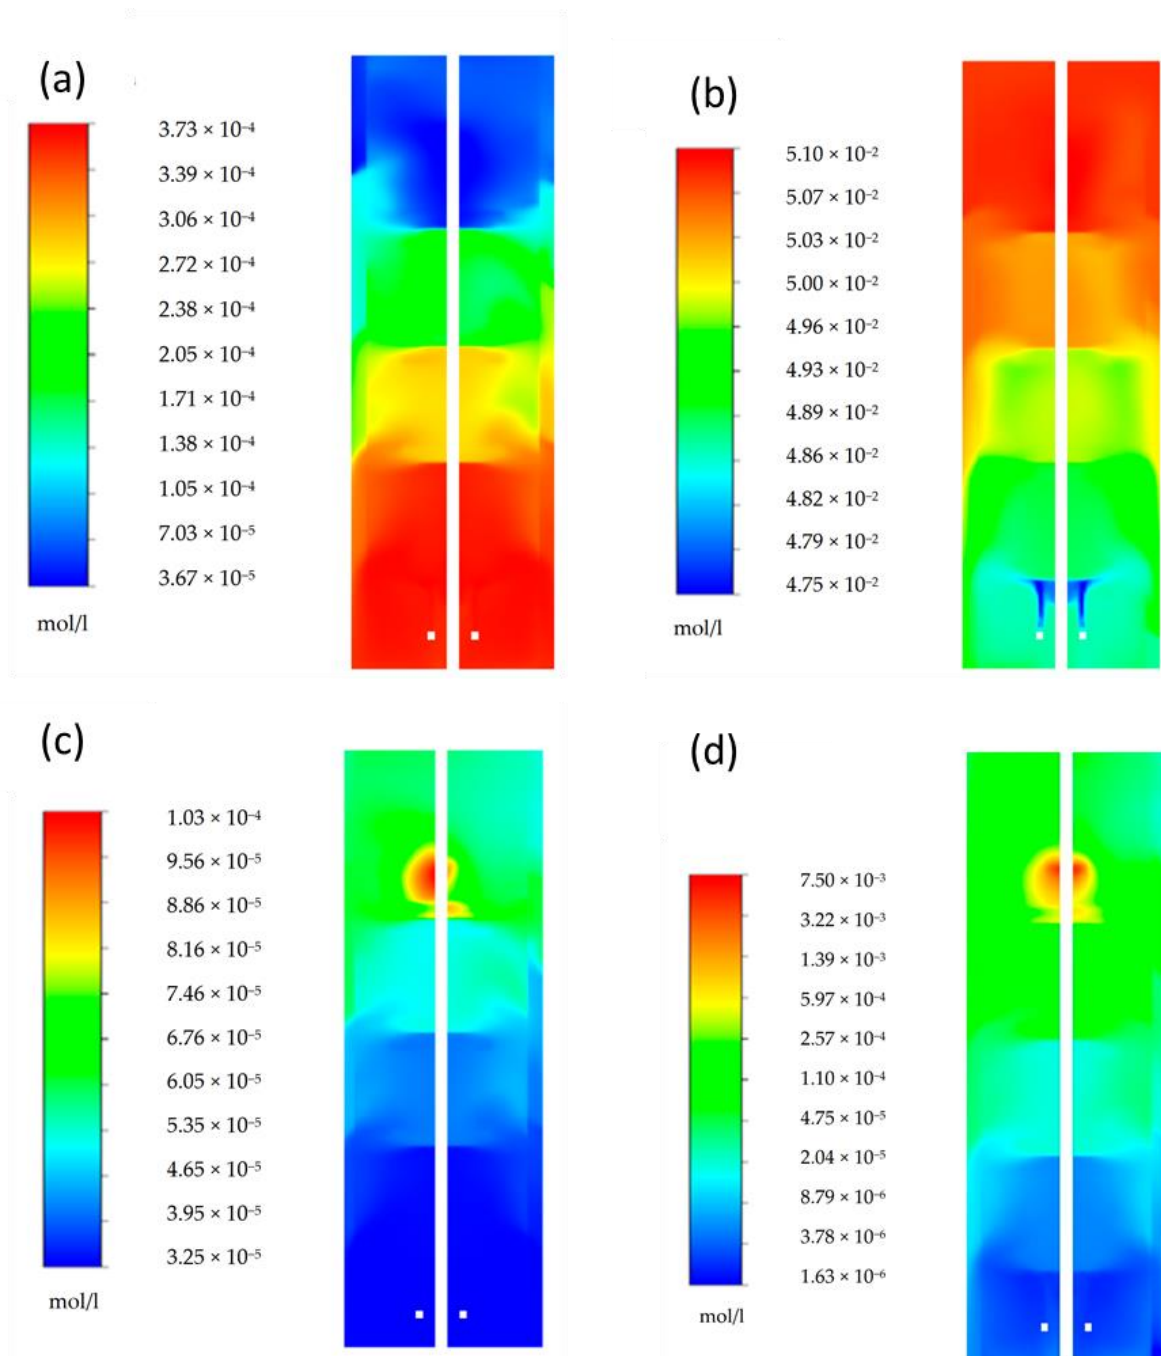 (a)
3.73 × 10⁻⁴
3.39 × 10⁻⁴
3.06 × 10⁻⁴
2.72 × 10⁻⁴
2.38 × 10⁻⁴
2.05 × 10⁻⁴
1.71 × 10⁻⁴
1.38 × 10⁻⁴
1.05 × 10⁻⁴
7.03 × 10⁻⁵
3.67 × 10⁻⁵
mol/l
(b)
5.10 × 10⁻²
5.07 × 10⁻²
5.03 × 10⁻²
5.00 × 10⁻²
4.96 × 10⁻²
4.93 × 10⁻²
4.89 × 10⁻²
4.86 × 10⁻²
4.82 × 10⁻²
4.79 × 10⁻²
4.75 × 10⁻²
mol/l
(c)
1.03 × 10⁻⁴
9.56 × 10⁻⁵
8.86 × 10⁻⁵
8.16 × 10⁻⁵
7.46 × 10⁻⁵
6.76 × 10⁻⁵
6.05 × 10⁻⁵
5.35 × 10⁻⁵
4.65 × 10⁻⁵
3.95 × 10⁻⁵
3.25 × 10⁻⁵
mol/l
(d)
7.50 × 10⁻³
3.22 × 10⁻³
1.39 × 10⁻³
5.97 × 10⁻⁴
2.57 × 10⁻⁴
1.10 × 10⁻⁴
4.75 × 10⁻⁵
2.04 × 10⁻⁵
8.79 × 10⁻⁶
3.78 × 10⁻⁶
1.63 × 10⁻⁶
mol/l